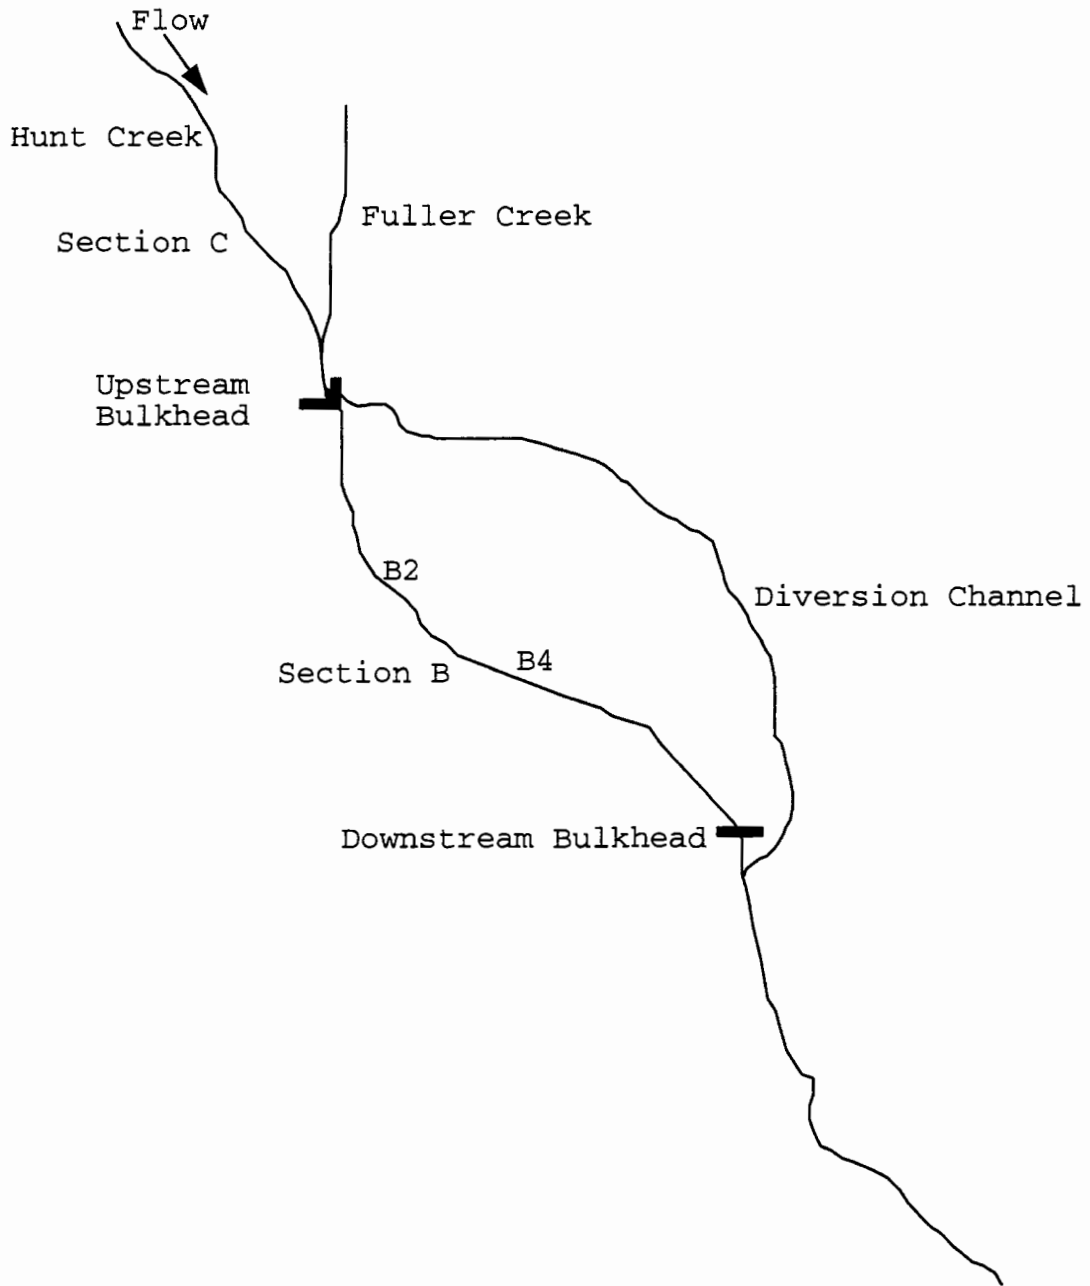 Flow
Hunt Creek
Fuller Creek
Section C
Upstream
Bulkhead
B2
Diversion Channel
B4
Section B
Downstream Bulkhead